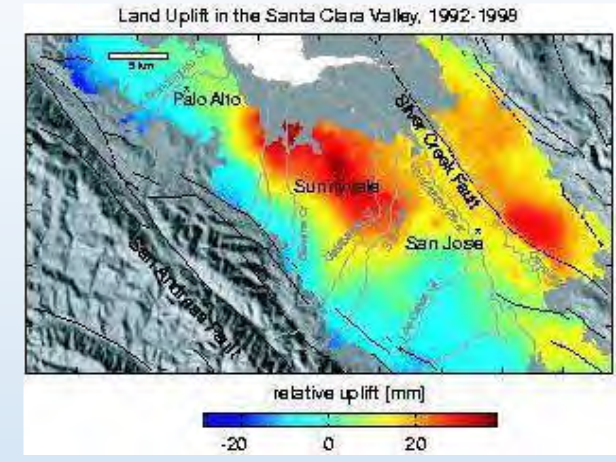 Land Uplift in the Santa Clara Valley, 1992-1998
5 km
Palo Alto
Silver Creek Fault
Sunnyvale
San Jose
San Andreas Fault
relative uplift [mm]
-20 0 20